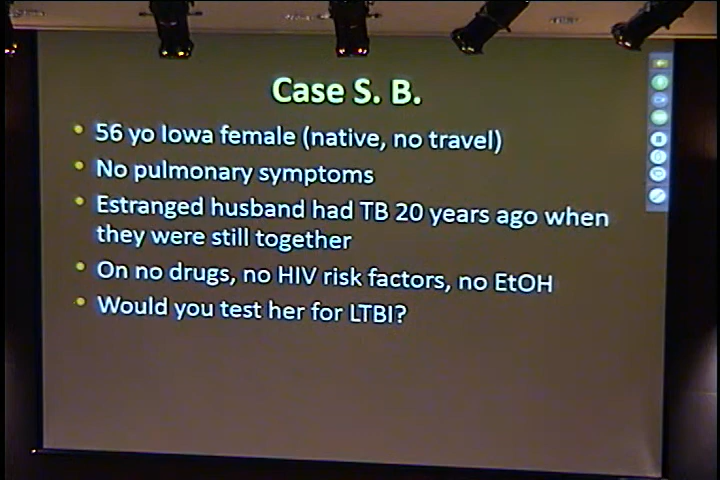 Case S. B.
• 56 yo Iowa female (native, no travel)
• No pulmonary symptoms
• Estranged husband had TB 20 years ago when
they were still together
• On no drugs, no HIV risk factors, no EtOH
• Would you test her for LTBI?